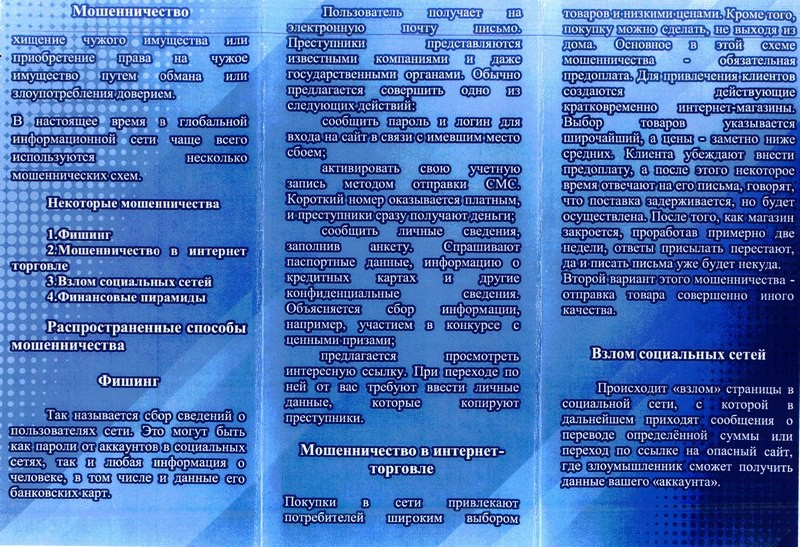 Мошенничество
хищение чужого имущества или
приобретение права на чужое
имущество путем обмана или
злоупотребления доверием.
В настоящее время в глобальной
информационной сети чаще всего
используются несколько
мошеннических схем.
Некоторые мошенничества
1.Фишинг
2.Мошенничество в интернет
торговле
3.Взлом социальных сетей
4.Финансовые пирамиды
Распространенные способы
мошенничества
Фишинг
Так называется сбор сведений о
пользователях сети. Это могут быть
как пароли от аккаунтов в социальных
сетях, так и любая информация о
человеке, в том числе и данные его
банковских карт.
Пользователь получает на
электронную почту письмо.
Преступники представляются
известными компаниями и даже
государственными органами. Обычно
предлагается совершить одно из
следующих действий:
сообщить пароль и логин для
входа на сайт в связи с имевшим место
сбоем;
активировать свою учетную
запись методом отправки СМС.
Короткий номер оказывается платным,
и преступники сразу получают деньги;
сообщить личные сведения,
заполнив анкету. Спрашивают
паспортные данные, информацию о
кредитных картах и другие
конфиденциальные сведения.
Объясняется сбор информации,
например, участием в конкурсе с
ценными призами;
предлагается просмотреть
интересную ссылку. При переходе по
ней от вас требуют ввести личные
данные, которые копируют
преступники.
Мошенничество в интернет-
торговле
Покупки в сети привлекают
потребителей широким выбором
товаров и низкими ценами. Кроме того,
покупку можно сделать, не выходя из
дома. Основное в этой схеме
мошенничества - обязательная
предоплата. Для привлечения клиентов
создаются действующие
кратковременно интернет-магазины.
Выбор товаров указывается
широчайший, а цены - заметно ниже
средних. Клиента убеждают внести
предоплату, а после этого некоторое
время отвечают на его письма, говорят,
что поставка задерживается, но будет
осуществлена. После того, как магазин
закроется, проработав примерно две
недели, ответы присылать перестают,
да и писать письма уже будет некуда.
Второй вариант этого мошенничества -
отправка товара совершенно иного
качества.
Взлом социальных сетей
Происходит «взлом» страницы в
социальной сети, с которой в
дальнейшем приходят сообщения о
переводе определённой суммы или
переход по ссылке на опасный сайт,
где злоумышленник сможет получить
данные вашего «аккаунта».